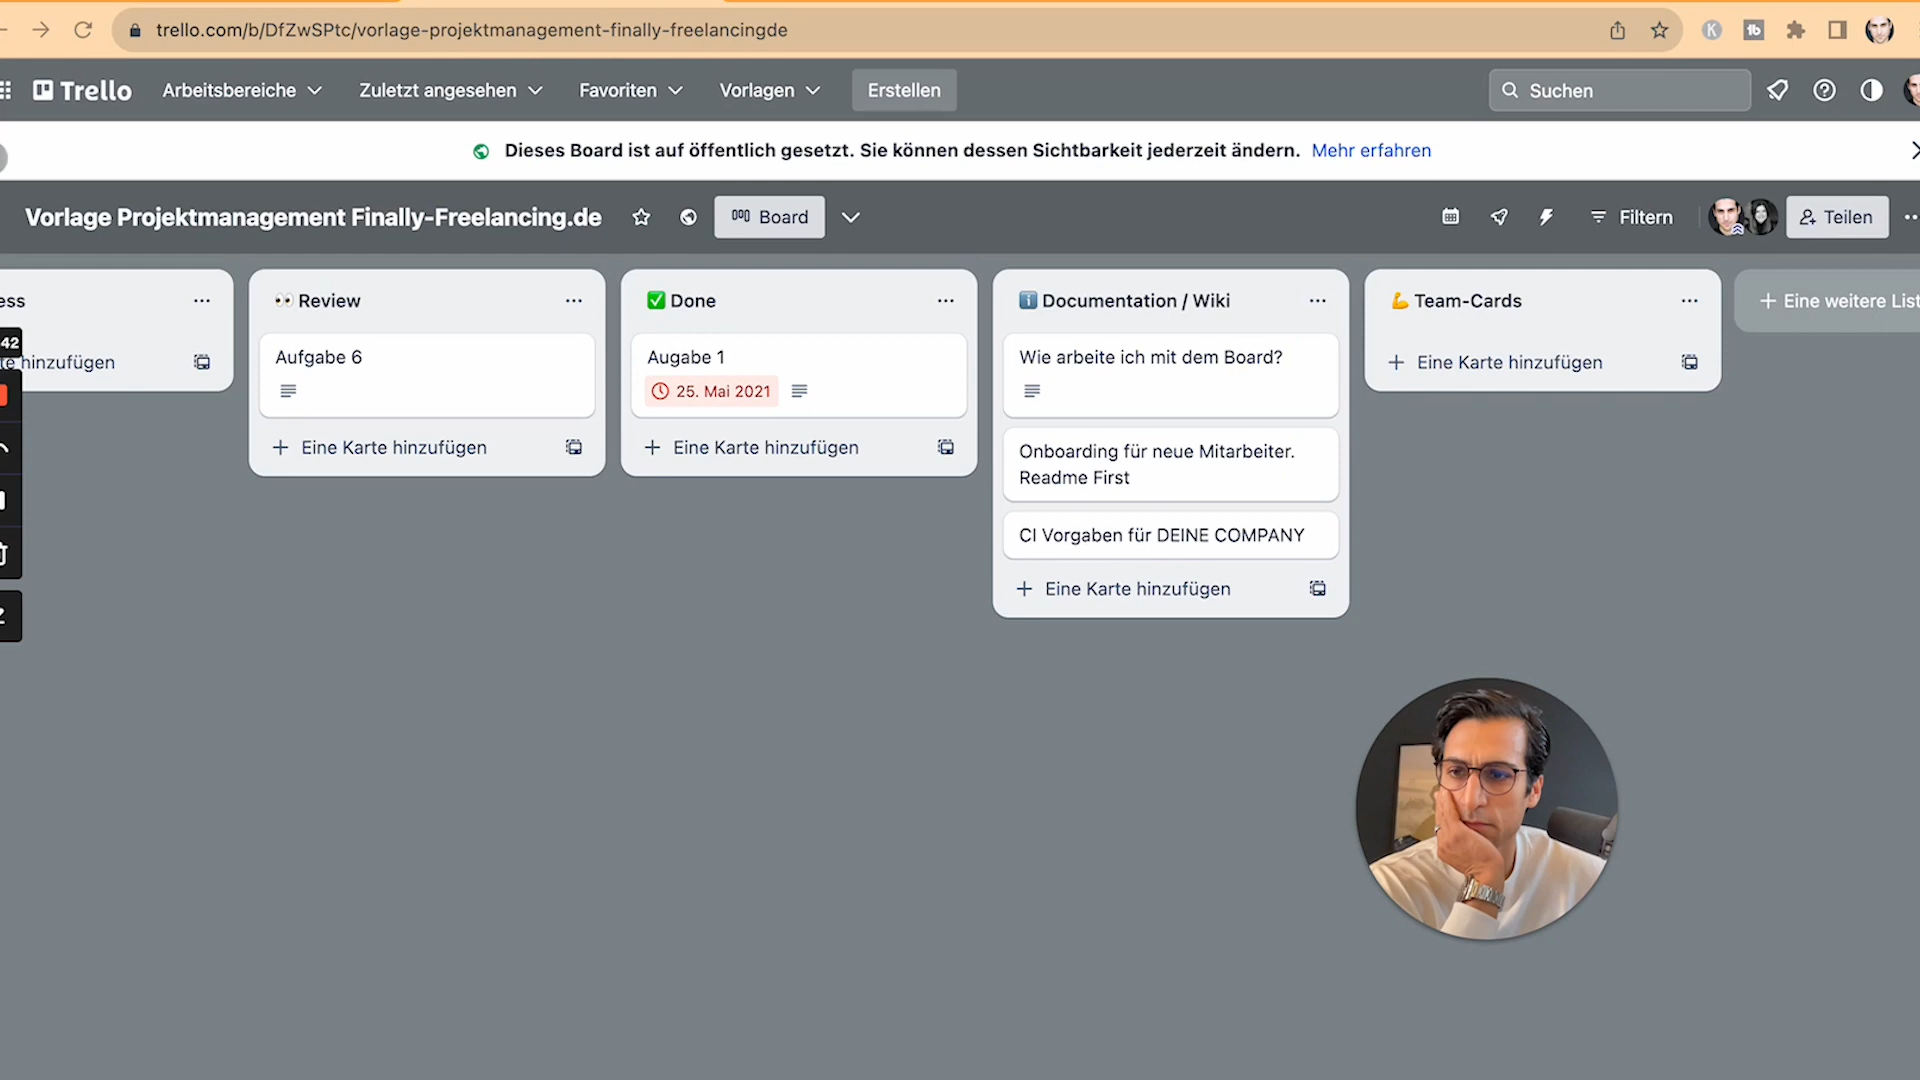 trello.com/b/DfZwSPtc/vorlage-projektmanagement-finally-freelancingde
K
tb
Trello
Arbeitsbereiche
Zuletzt angesehen
Favoriten
Vorlagen
Erstellen
Suchen
Dieses Board ist auf öffentlich gesetzt. Sie können dessen Sichtbarkeit jederzeit ändern. Mehr erfahren
Vorlage Projektmanagement Finally-Freelancing.de
Board
Filtern
Teilen
ess
42
te hinzufügen
Review
Aufgabe 6
+ Eine Karte hinzufügen
Done
Augabe 1
25. Mai 2021
+ Eine Karte hinzufügen
Documentation / Wiki
Wie arbeite ich mit dem Board?
Onboarding für neue Mitarbeiter.
Readme First
CI Vorgaben für DEINE COMPANY
+ Eine Karte hinzufügen
Team-Cards
+ Eine Karte hinzufügen
+ Eine weitere List